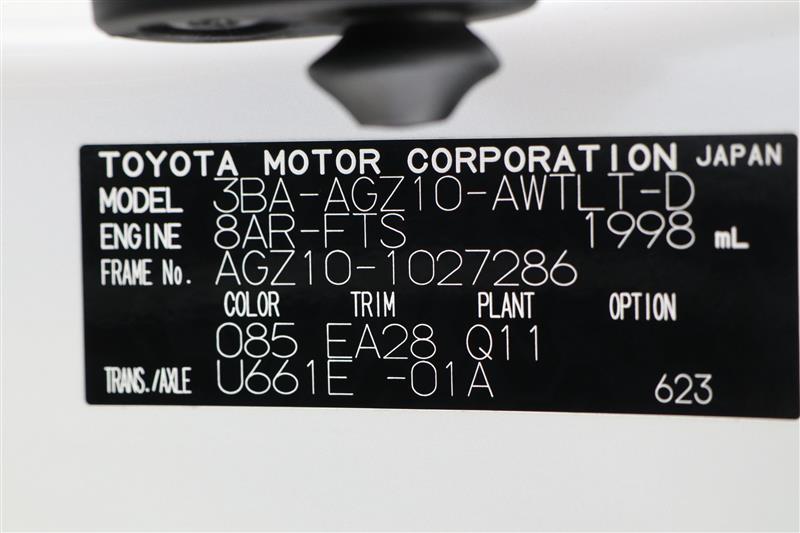 TOYOTA MOTOR CORPORATION JAPAN
MODEL 3BA-AGZ10-AWTLT-D
ENGINE 8AR-FTS 1998 mL
FRAME No. AGZ10-1027286
COLOR TRIM PLANT OPTION
085 EA28 Q11
TRANS./AXLE U661E -01A 623